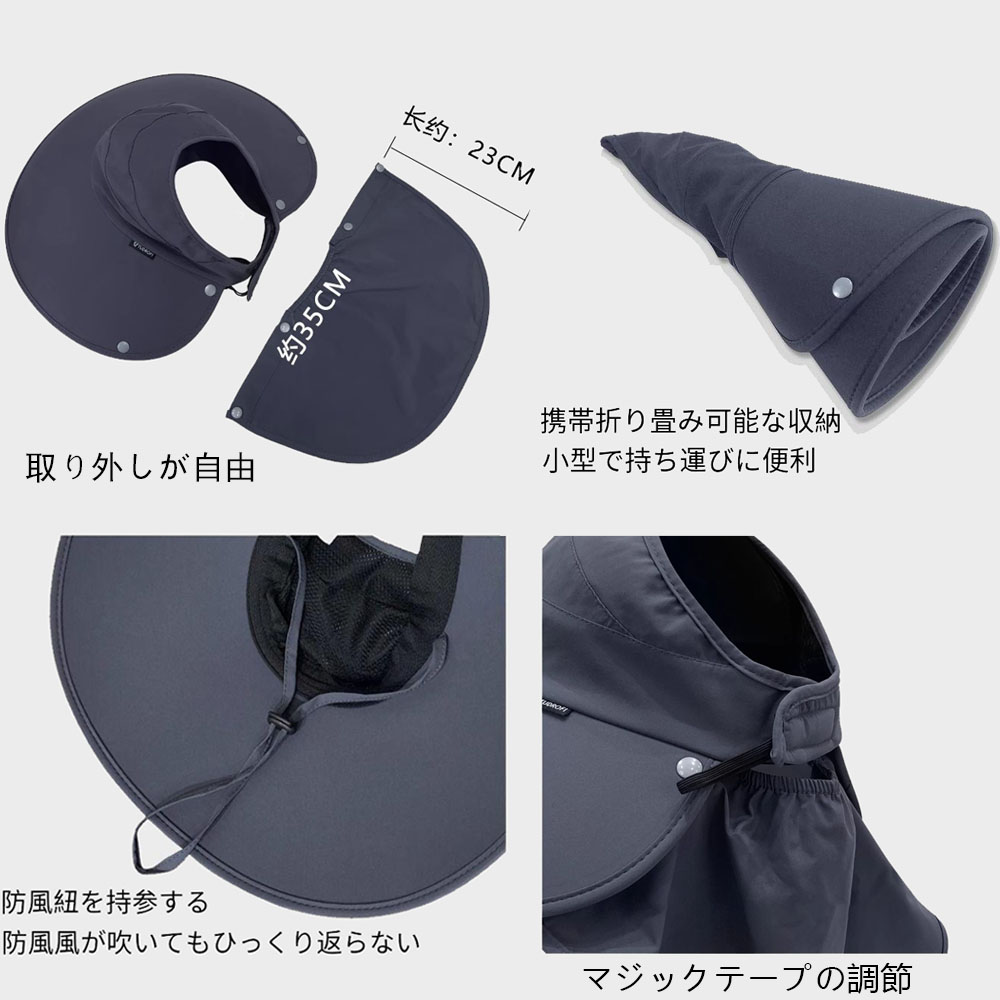 长约：23CM
约35CM
取り外しが自由
携帯折り畳み可能な収納
小型で持ち運びに便利
防風紐を持参する
防風風が吹いてもひっくり返らない
マジックテープの調節